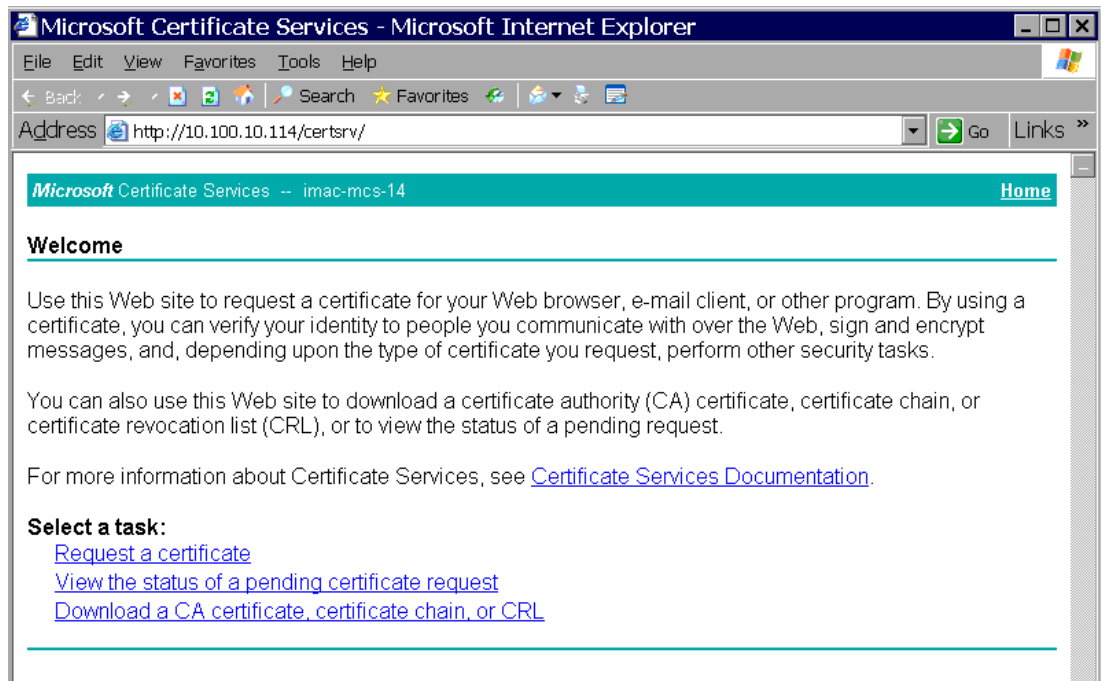 Microsoft Certificate Services - Microsoft Internet Explorer
File Edit View Favorites Tools Help
Back Search Favorites
Address http://10.100.10.114/certsrv/ Go Links »
Microsoft Certificate Services -- imac-mcs-14 Home
Welcome
Use this Web site to request a certificate for your Web browser, e-mail client, or other program. By using a
certificate, you can verify your identity to people you communicate with over the Web, sign and encrypt
messages, and, depending upon the type of certificate you request, perform other security tasks.
You can also use this Web site to download a certificate authority (CA) certificate, certificate chain, or
certificate revocation list (CRL), or to view the status of a pending request.
For more information about Certificate Services, see Certificate Services Documentation.
Select a task:
Request a certificate
View the status of a pending certificate request
Download a CA certificate, certificate chain, or CRL